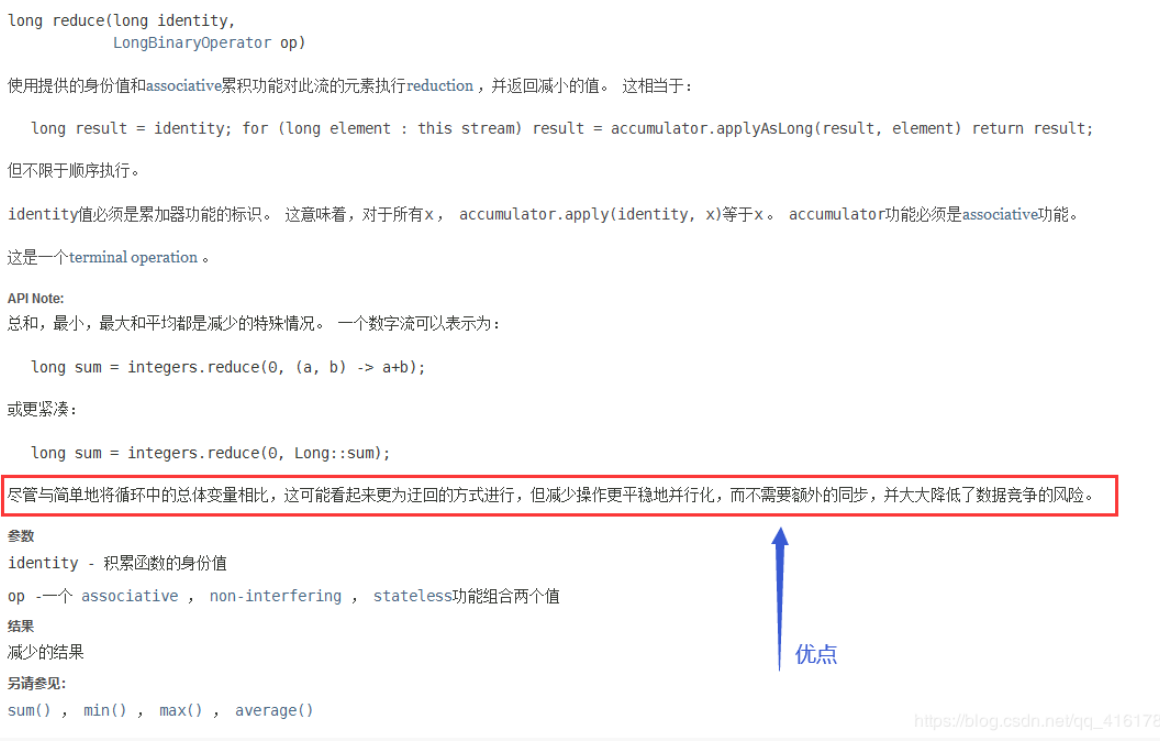 long reduce(long identity,
LongBinaryOperator op)
使用提供的身份值和associative累积功能对此流的元素执行reduction ，并返回减小的值。 这相当于：
long result = identity; for (long element : this stream) result = accumulator.applyAsLong(result, element) return result;
但不限于顺序执行。
identity值必须是累加器功能的标识。 这意味着，对于所有x， accumulator.apply(identity, x)等于x 。 accumulator功能必须是associative功能。
这是一个terminal operation 。
API Note:
总和，最小，最大和平均都是减少的特殊情况。 一个数字流可以表示为：
long sum = integers.reduce(0, (a, b) -> a+b);
或更紧凑：
long sum = integers.reduce(0, Long::sum);
尽管与简单地将循环中的总体变量相比，这可能看起来更为迂回的方式进行，但减少操作更平稳地并行化，而不需要额外的同步，并大大降低了数据竞争的风险。
参数
identity - 积累函数的身份值
op -一个 associative ， non-interfering ， stateless功能组合两个值
结果
减少的结果
优点
另请参见：
sum() ， min() ， max() ， average()
https://blog.csdn.net/qq_416178